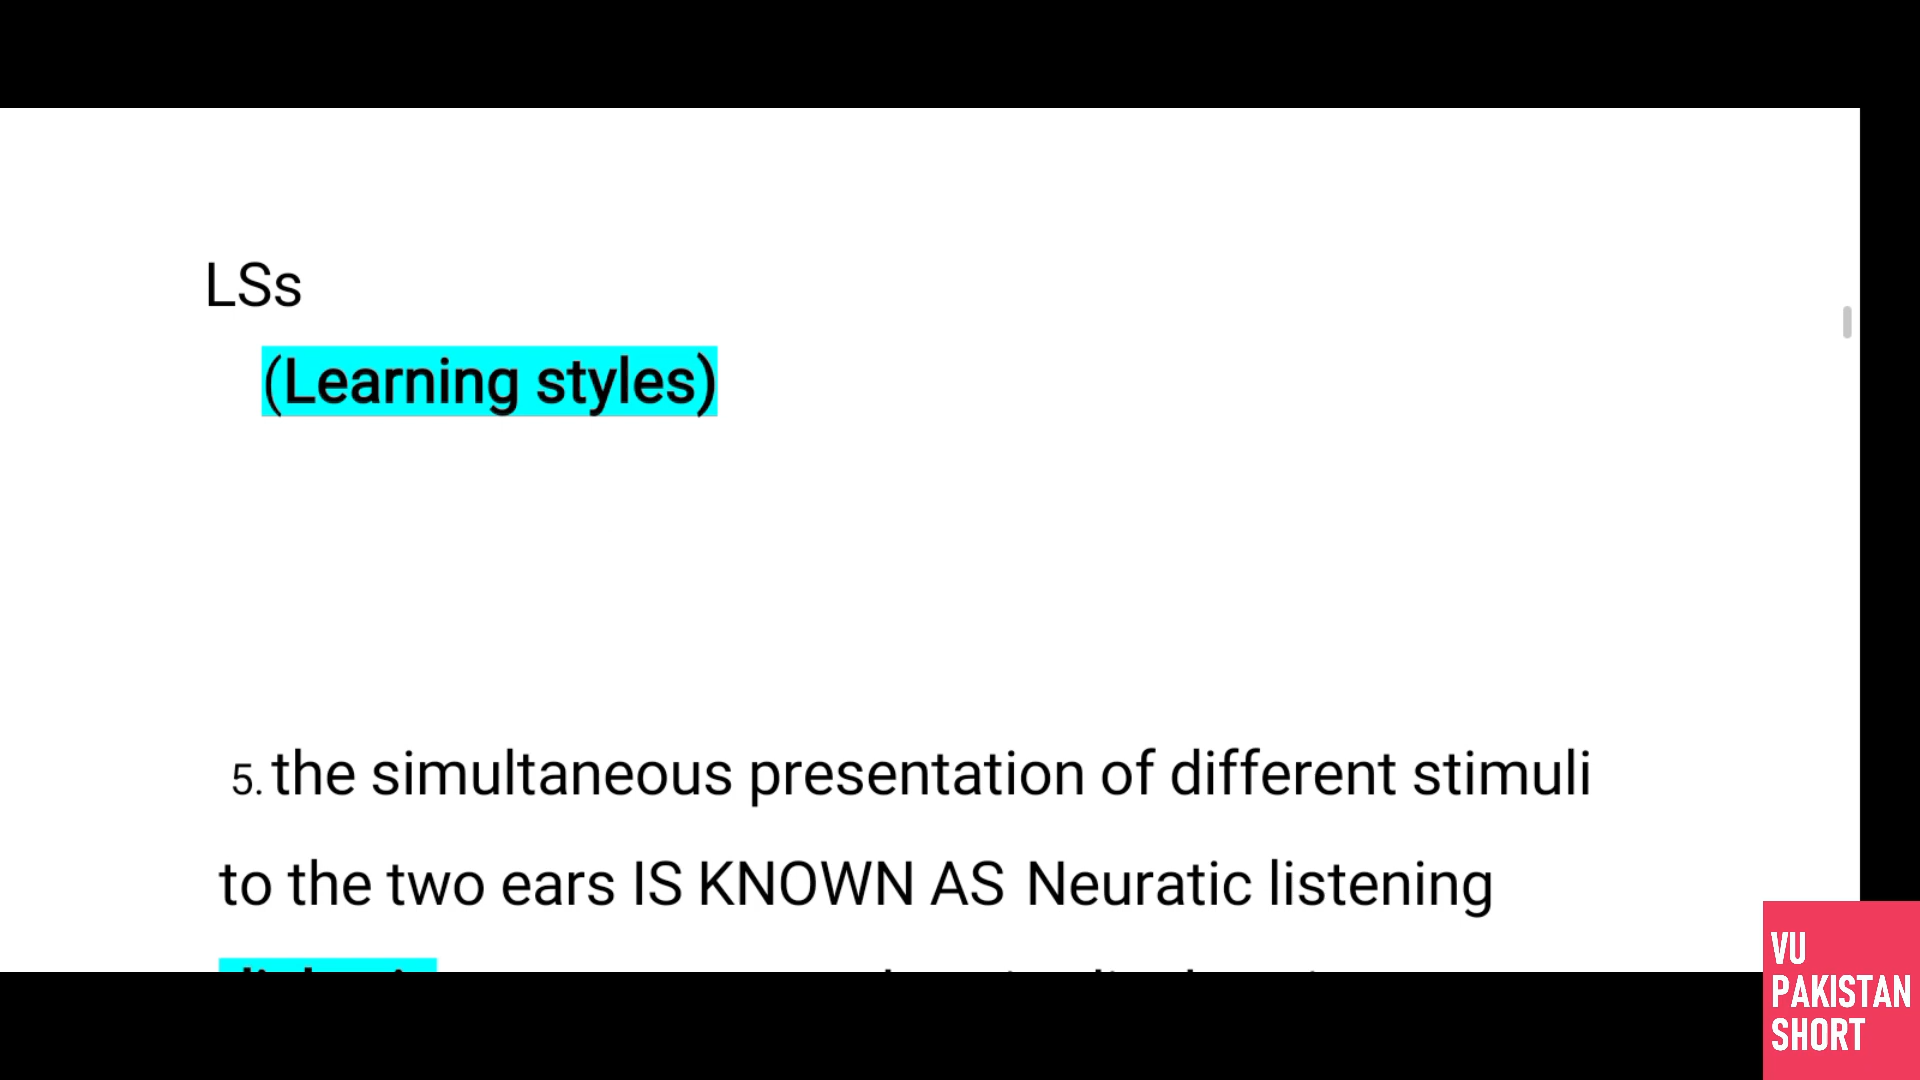 LSs
(Learning styles)
5. the simultaneous presentation of different stimuli
to the two ears IS KNOWN AS Neuratic listening
VU
PAKISTAN
SHORT